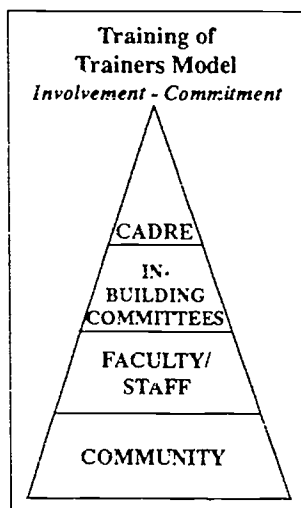 Training of
Trainers Model
Involvement - Commitment
CADRE
IN-
BUILDING
COMMITTEES
FACULTY/
STAFF
COMMUNITY